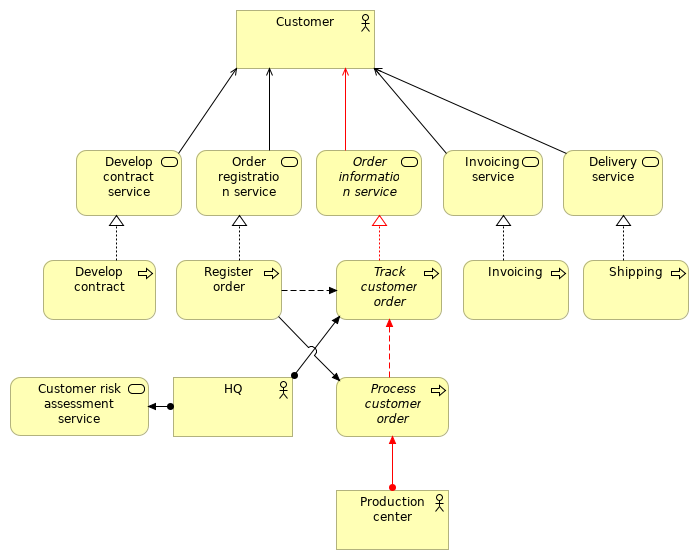 Customer
Develop
contract
service
Order
registratio
n service
Order
informatio
n service
Invoicing
service
Delivery
service
Develop
contract
Register
order
Track
customer
order
Invoicing
Shipping
Customer risk
assessment
service
HQ
Process
customer
order
Production
center